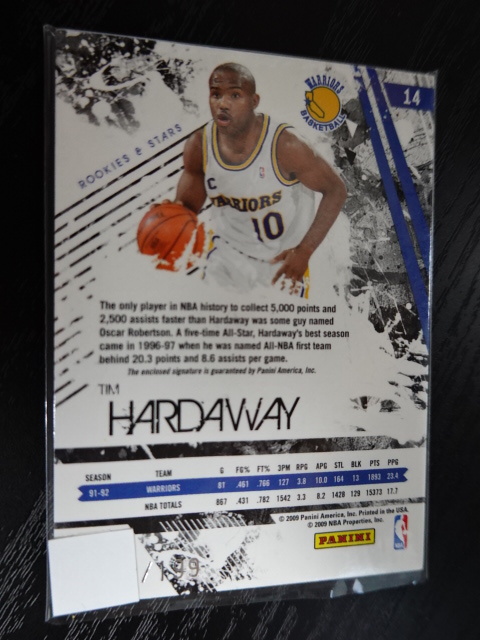 WARRIORS
BASKETBALL
14
ROOKIES & STARS
C
WARRIORS
10
The only player in NBA history to collect 5,000 points and
2,500 assists faster than Hardaway was some guy named
Oscar Robertson. A five-time All-Star, Hardaway's best season
came in 1996-97 when he was named All-NBA first team
behind 20.3 points and 8.6 assists per game.
The enclosed signature is guaranteed by Panini America, Inc.
TIM
HARDAWAY
SEASON TEAM G FG% FT% 3PM RPG APG STL BLK PTS PPG
91-92 WARRIORS 81 .461 .766 127 3.8 10.0 164 13 1893 23.4
NBA TOTALS 867 .431 .782 1542 3.3 8.2 1428 129 15373 17.7
© 2009 Panini America, Inc. Printed in the USA.
© 2009 NBA Properties, Inc.
PANINI
NBA